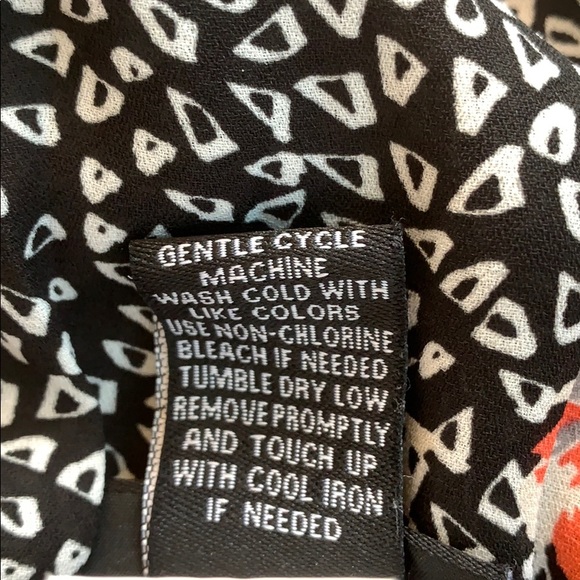 GENTLE CYCLE
MACHINE
WASH COLD WITH
LIKE COLORS
USE NON-CHLORINE
BLEACH IF NEEDED
TUMBLE DRY LOW
REMOVE PROMPTLY
AND TOUCH UP
WITH COOL IRON
IF NEEDED